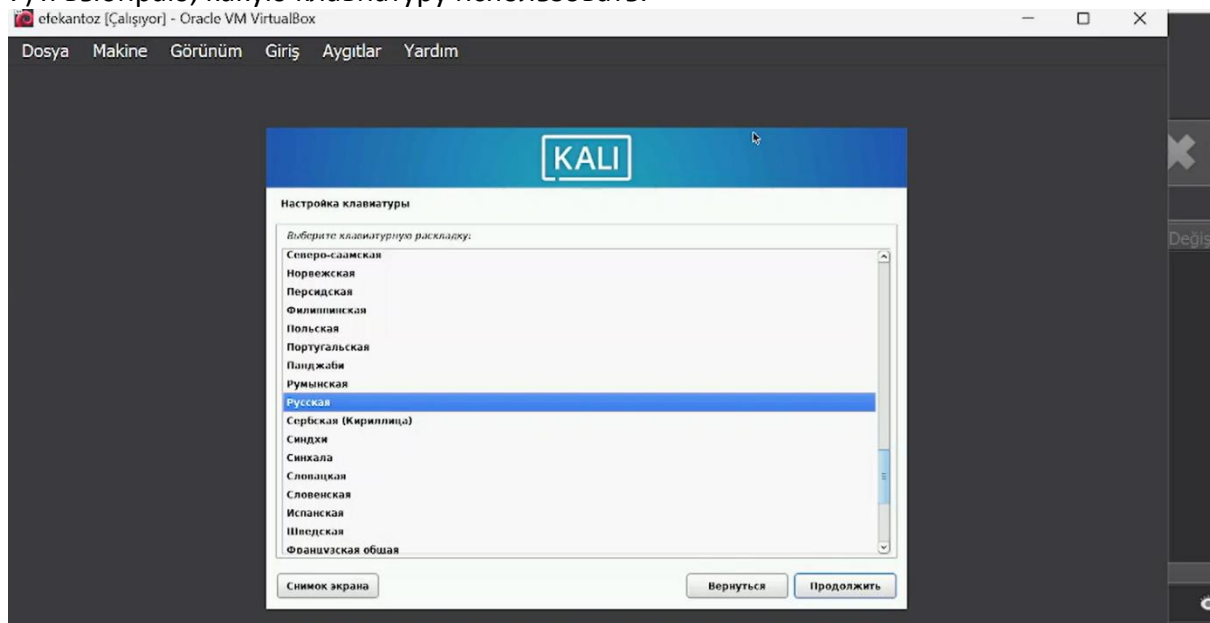 efekantoz [Çalışıyor] - Oracle VM VirtualBox
Dosya Makine Görünüm Giriş Aygıtlar Yardım
KALI
Настройка клавиатуры
Выберите клавиатурную раскладку:
Северо-саамская
Норвежская
Персидская
Филиппинская
Польская
Португальская
Панджаби
Румынская
Русская
Сербская (Кириллица)
Синдхи
Синхала
Словацкая
Словенская
Испанская
Шведская
Французская общая
Снимок экрана Вернуться Продолжить